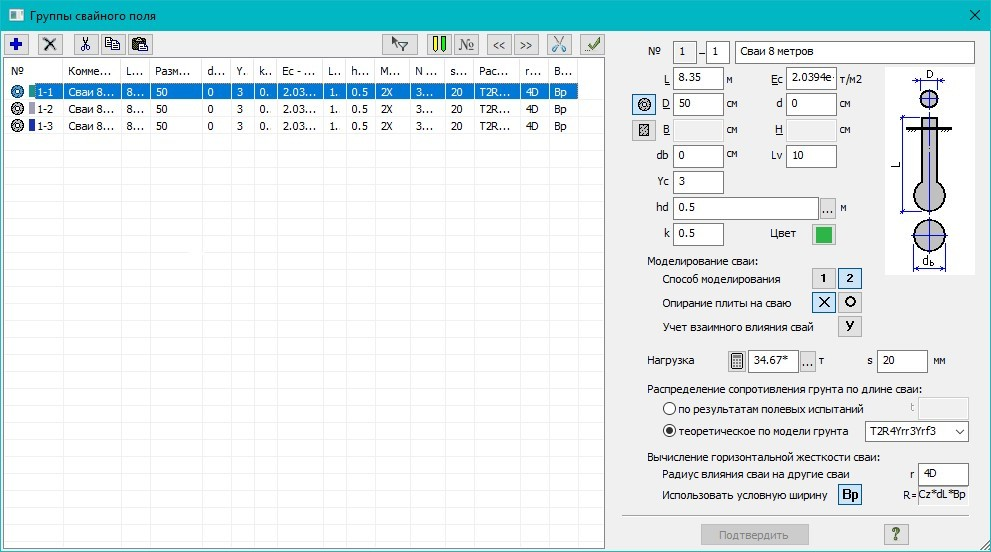 Группы свайного поля
№ << >>
№ Комме... L... Разм... d... Y. k.. Ec - ... L.. h... M... N ... s... Рас... r... B...
1-1 Сваи 8... 8... 50 0 3 0. 2.03... 1. 0.5 2X 3... 20 T2R... 4D Bp
1-2 Сваи 8... 8... 50 0 3 0. 2.03... 1. 0.5 2X 3... 20 T2R... 4D Bp
1-3 Сваи 8... 8... 50 0 3 0. 2.03... 1. 0.5 2X 3... 20 T2R... 4D Bp
№ 1 – 1 Сваи 8 метров
L 8.35 м Ec 2.0394e- т/м2
D 50 см d 0 см
B см H см
db 0 см Lv 10
Yc 3
hd 0.5 ... м
k 0.5 Цвет
D
L
db
Моделирование сваи:
Способ моделирования 1 2
Опирание плиты на сваю
Учет взаимного влияния свай У
Нагрузка 34.67* ... т s 20 мм
Распределение сопротивления грунта по длине сваи:
по результатам полевых испытаний t
теоретическое по модели грунта T2R4Yrr3Yrf3
Вычисление горизонтальной жесткости сваи:
Радиус влияния сваи на другие сваи r 4D
Использовать условную ширину Bp R= Cz*dL*Bp
Подтвердить ?